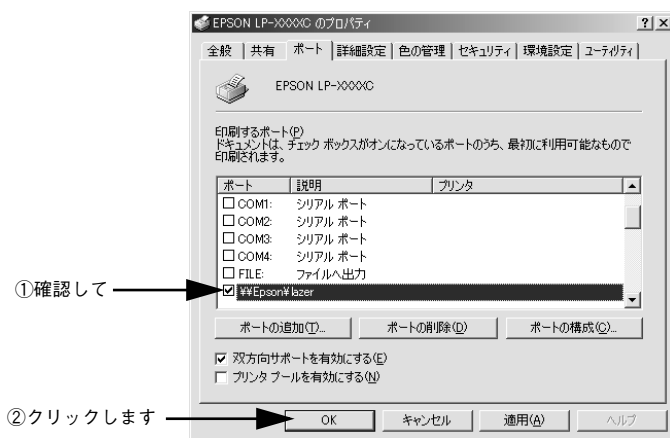 EPSON LP-XXXXC のプロパティ
全般 共有 ポート 詳細設定 色の管理 セキュリティ 環境設定 ユーティリティ
EPSON LP-XXXXC
印刷するポート(P)
ドキュメントは、チェック ボックスがオンになっているポートのうち、最初に利用可能なもので
印刷されます。
ポート 説明 プリンタ
COM1: シリアル ポート
COM2: シリアル ポート
COM3: シリアル ポート
COM4: シリアル ポート
FILE: ファイルへ出力
①確認して
¥¥Epson¥lazer
ポートの追加(T)... ポートの削除(D) ポートの構成(C)...
双方向サポートを有効にする(E)
プリンタ プールを有効にする(N)
②クリックします
OK キャンセル 適用(A) ヘルプ